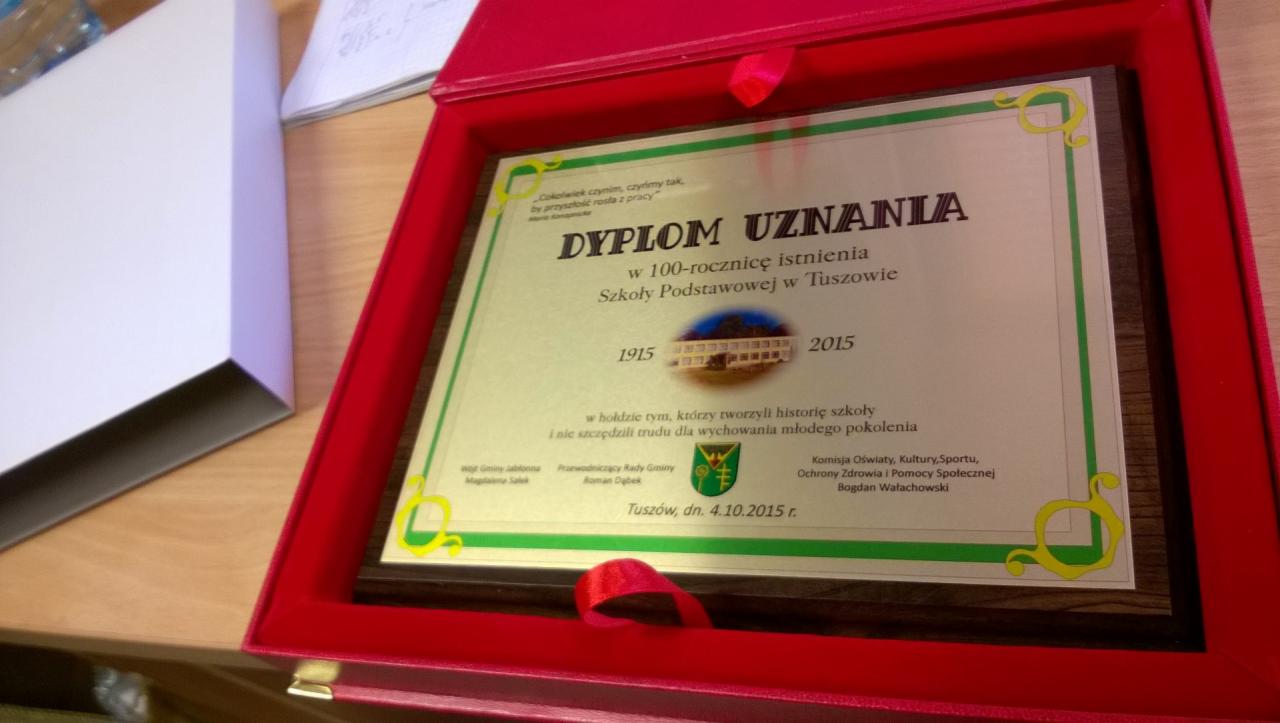 „Cokolwiek czynim, czyńmy tak,
by przyszłość rosła z pracy”
Maria Konopnicka
DYPLOM UZNANIA
w 100-rocznicę istnienia
Szkoły Podstawowej w Tuszowie
1915 2015
w hołdzie tym, którzy tworzyli historię szkoły
i nie szczędzili trudu dla wychowania młodego pokolenia
Wójt Gminy Jabłonna
Magdalena Sałek
Przewodniczący Rady Gminy
Roman Dąbek
Komisja Oświaty, Kultury,Sportu,
Ochrony Zdrowia i Pomocy Społecznej
Bogdan Wałachowski
Tuszów, dn. 4.10.2015 r.